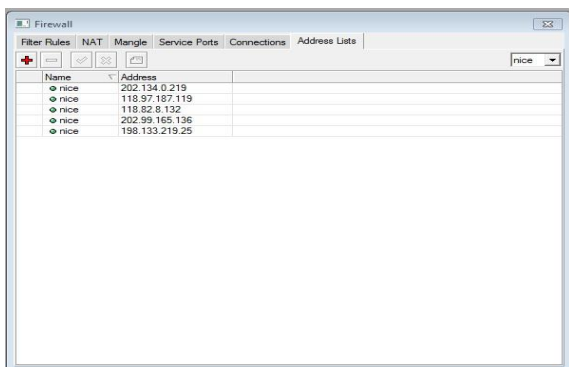 Firewall
Filter Rules NAT Mangle Service Ports Connections Address Lists
nice
Name Address
nice 202.134.0.219
nice 118.97.187.119
nice 118.82.8.132
nice 202.99.165.136
nice 198.133.219.25